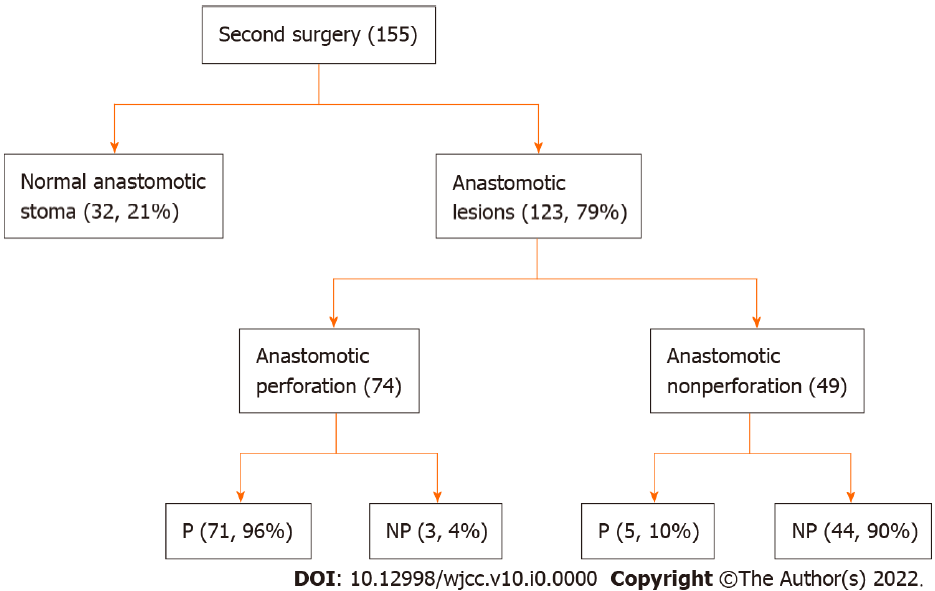 Second surgery (155)
Normal anastomotic
stoma (32, 21%)
Anastomotic
lesions (123, 79%)
Anastomotic
perforation (74)
Anastomotic
nonperforation (49)
P (71, 96%)
NP (3, 4%)
P (5, 10%)
NP (44, 90%)
DOI: 10.12998/wjcc.v10.i0.0000 Copyright ©The Author(s) 2022.